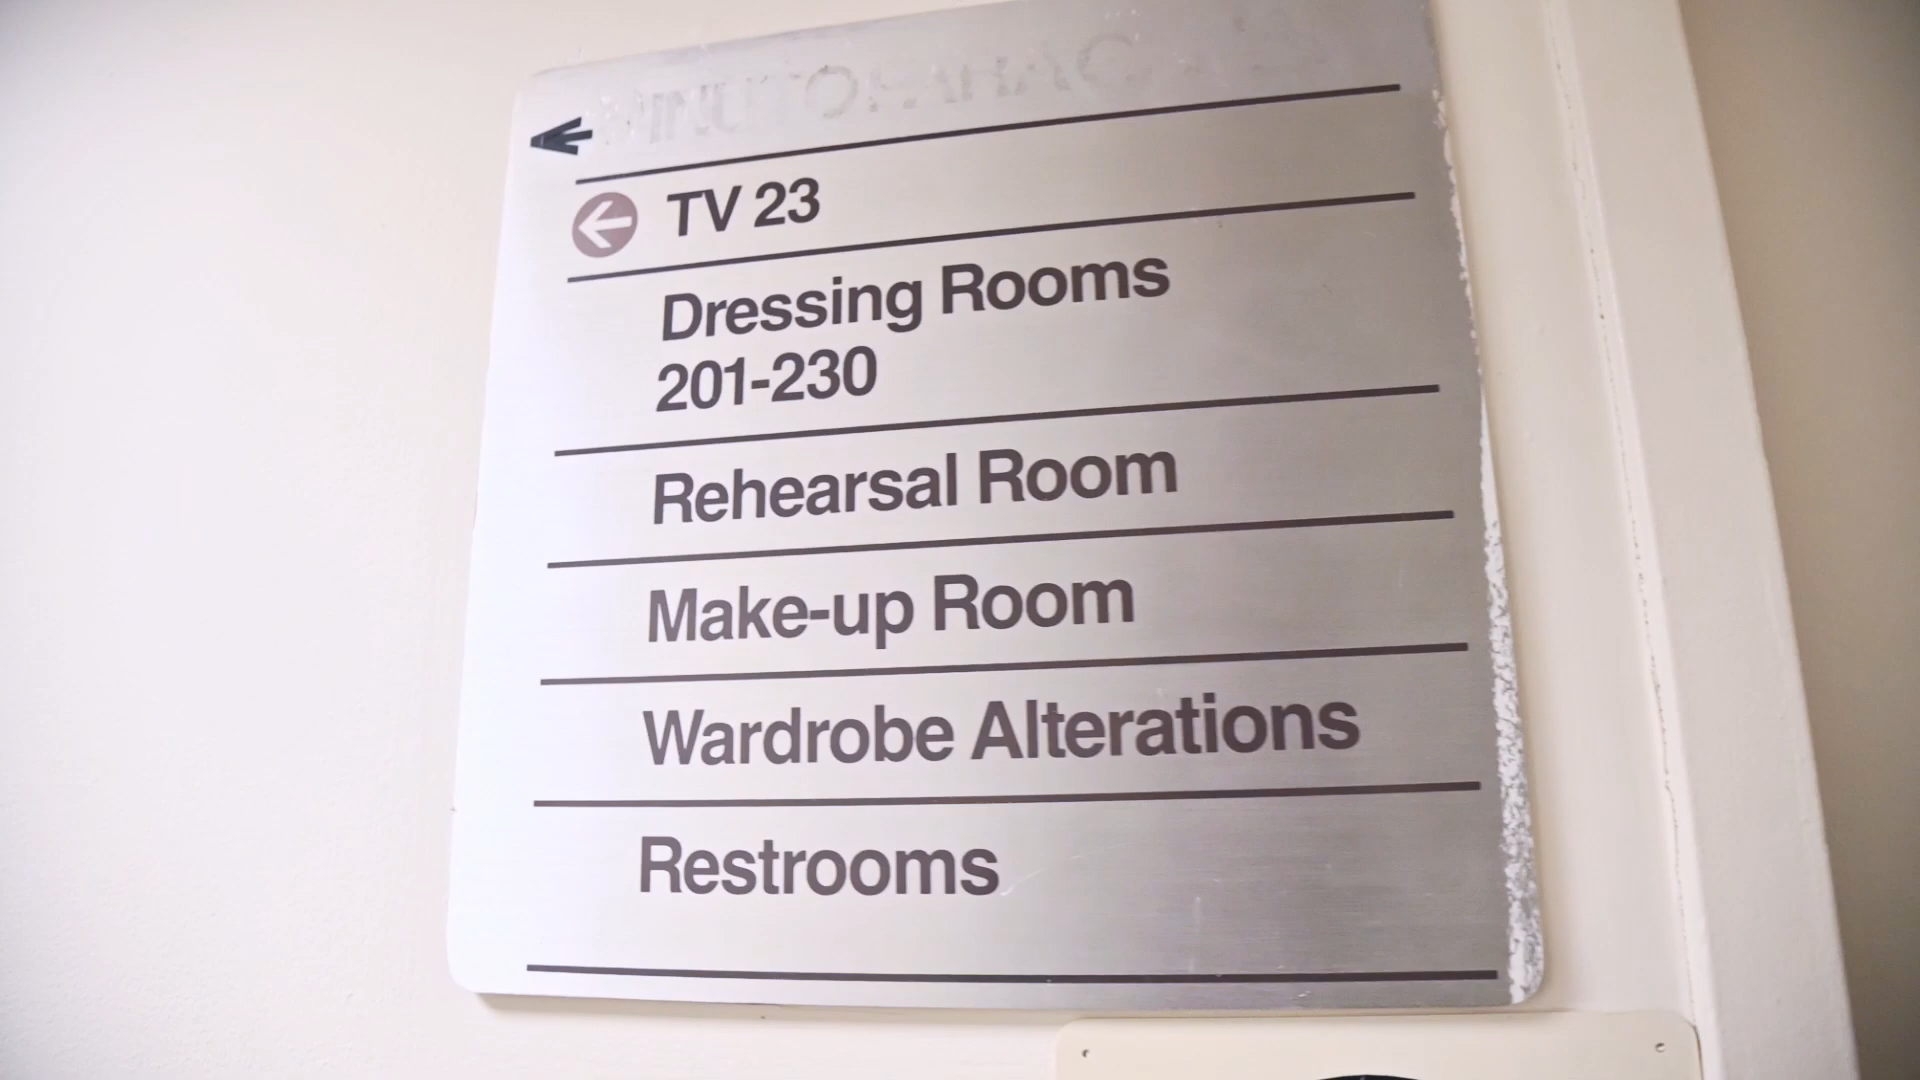 TV 23
Dressing Rooms
201-230
Rehearsal Room
Make-up Room
Wardrobe Alterations
Restrooms